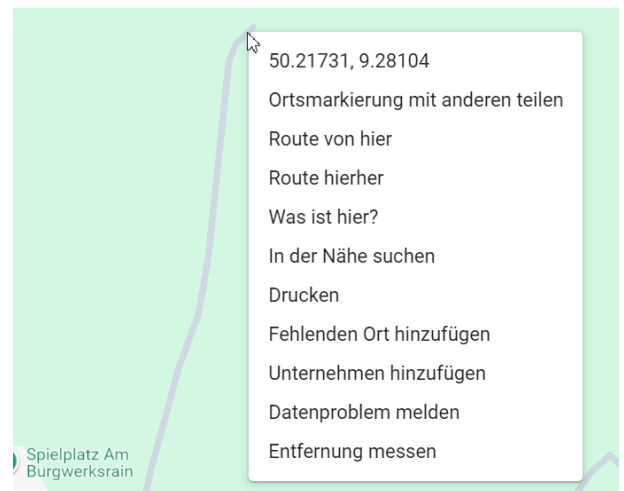 50.21731, 9.28104
Ortsmarkierung mit anderen teilen
Route von hier
Route hierher
Was ist hier?
In der Nähe suchen
Drucken
Fehlenden Ort hinzufügen
Unternehmen hinzufügen
Datenproblem melden
Entfernung messen
Spielplatz Am
Burgwerksrain